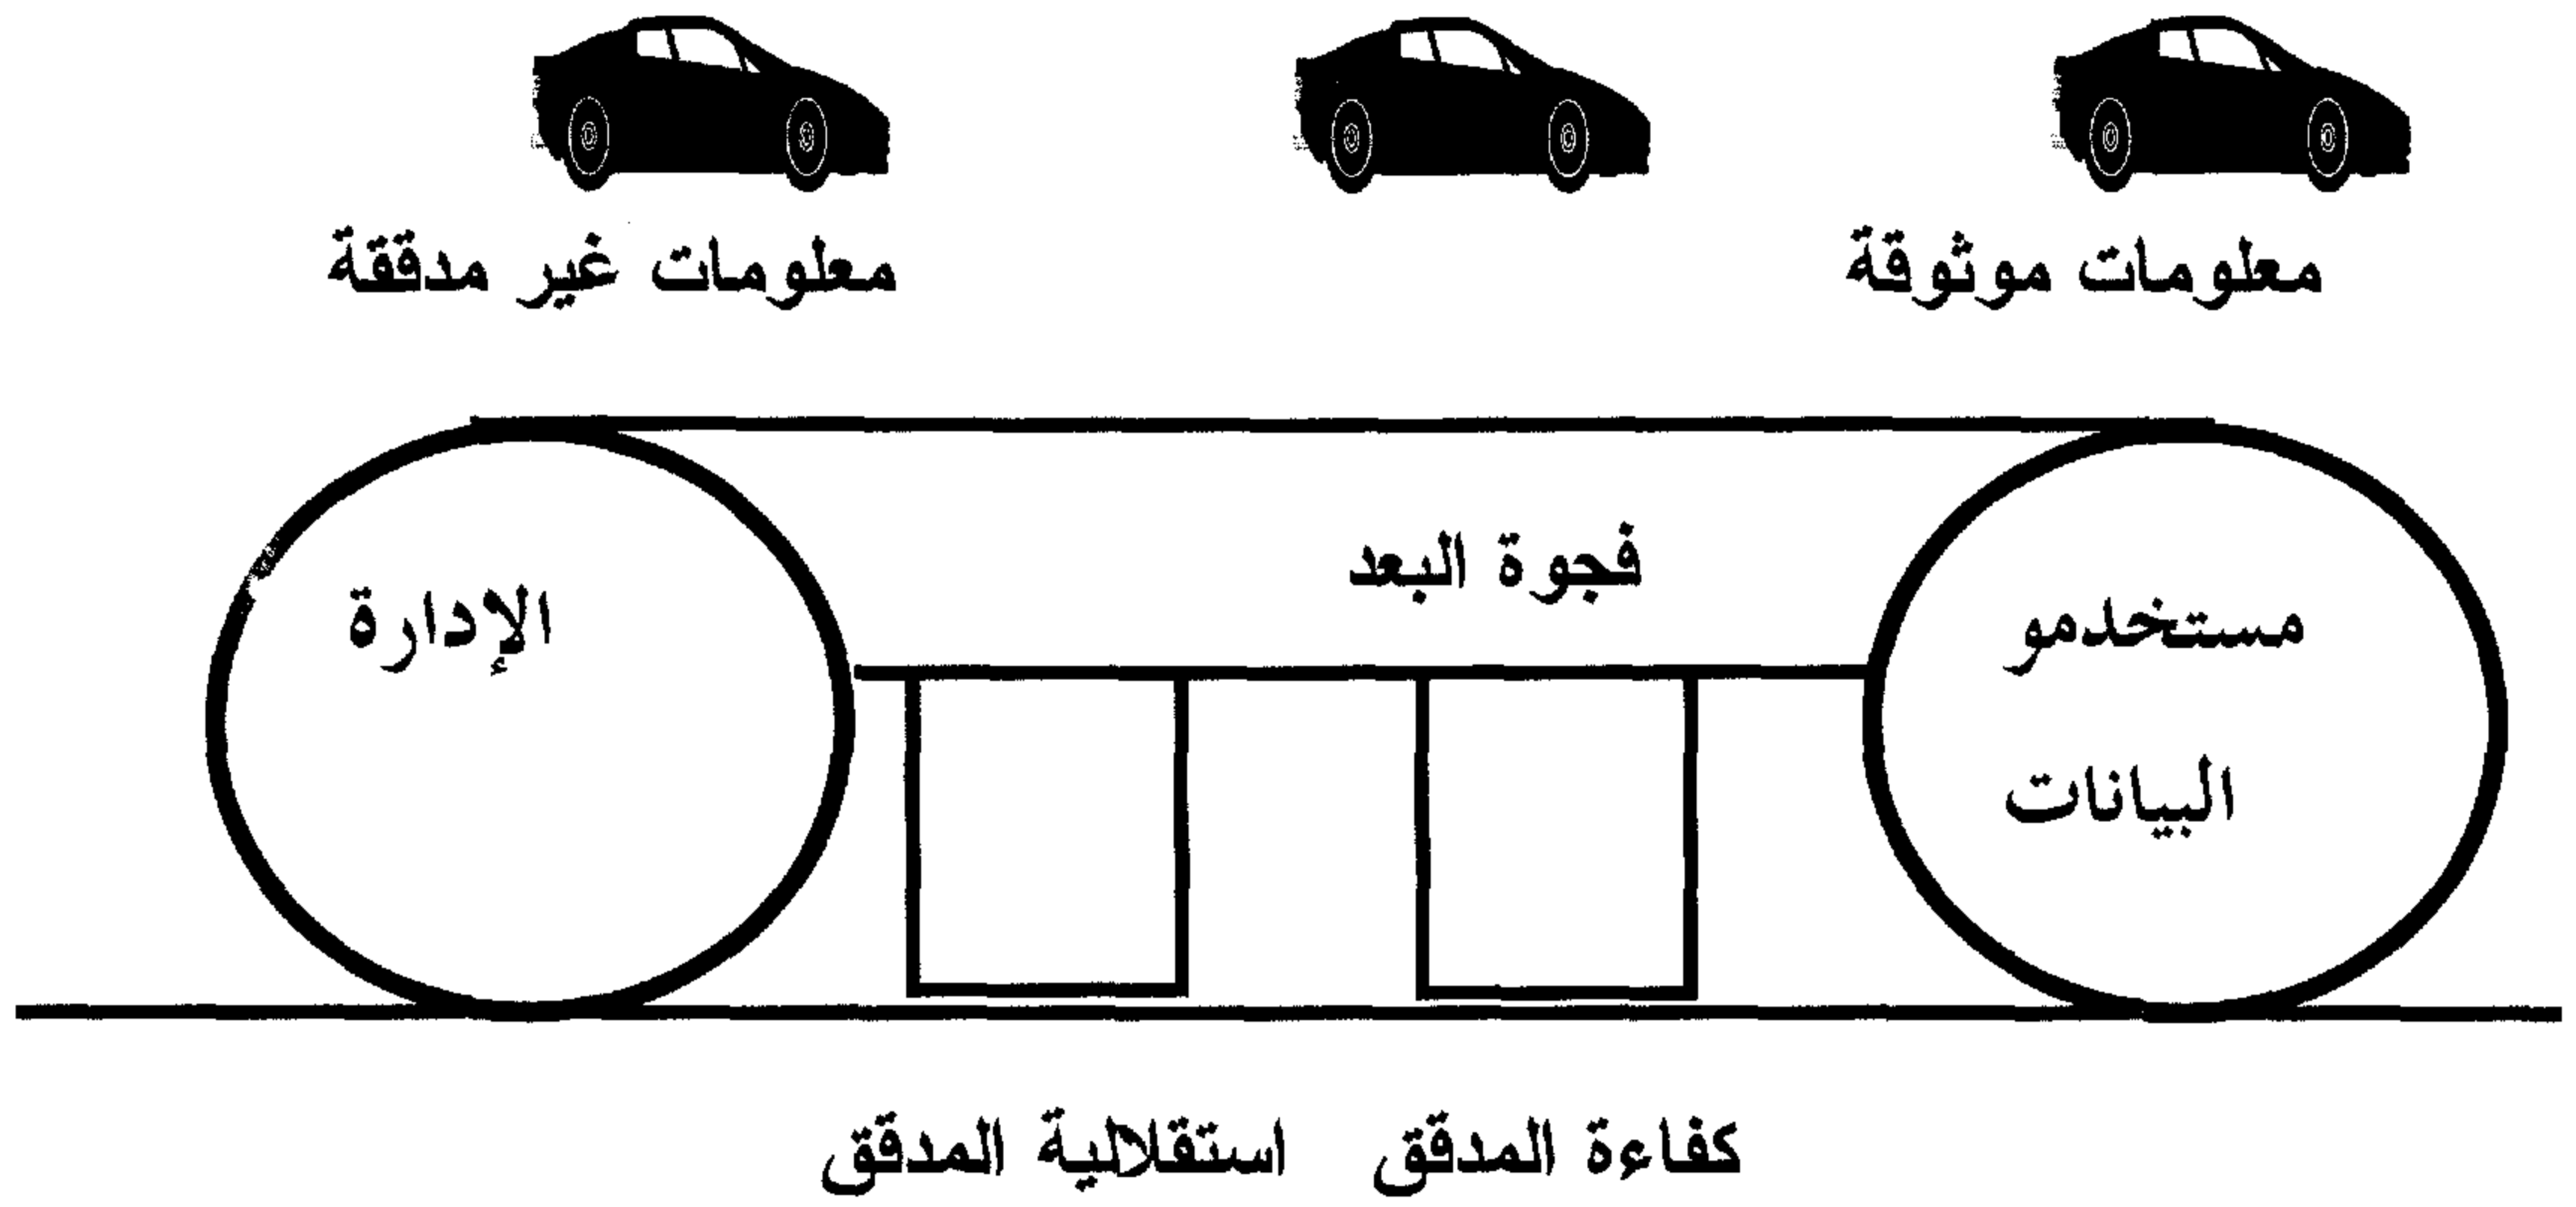 معلومات موثوقة
معلومات غير مدققة
فجوة البعد
مستخدمو
البيانات
الإدارة
كفاءة المدقق
استقلالية المدقق